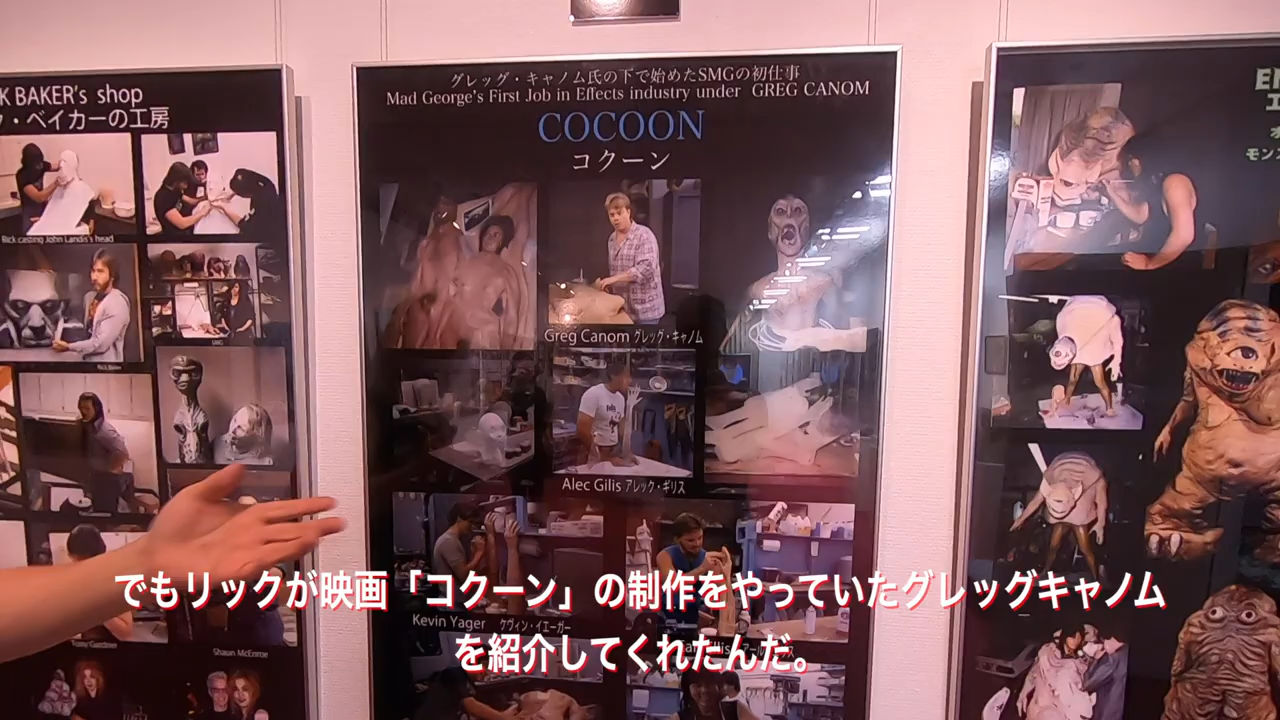 K BAKER's shop
ク・ベイカーの工房
Rick casting John Landis's head
SMG
Rick Baker
Tony Gardner
Shaun McEnroe
グレッグ・キャノム氏の下で始めたSMGの初仕事
Mad George's First Job in Effects industry under GREG CANOM
COCOON
コクーン
Greg Canom グレッグ・キャノム
Alec Gilis アレック・ギリス
Kevin Yager ケヴィン・イエーガー
モン
でもリックが映画「コクーン」の制作をやっていたグレッグキャノム
を紹介してくれたんだ。